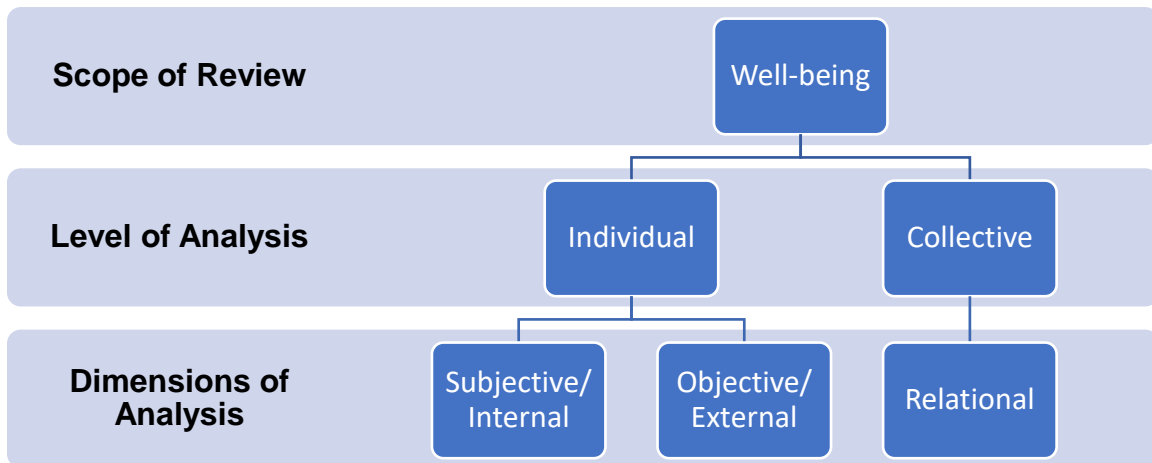 Scope of Review
Well-being
Level of Analysis
Individual
Collective
Dimensions of
Analysis
Subjective/
Internal
Objective/
External
Relational